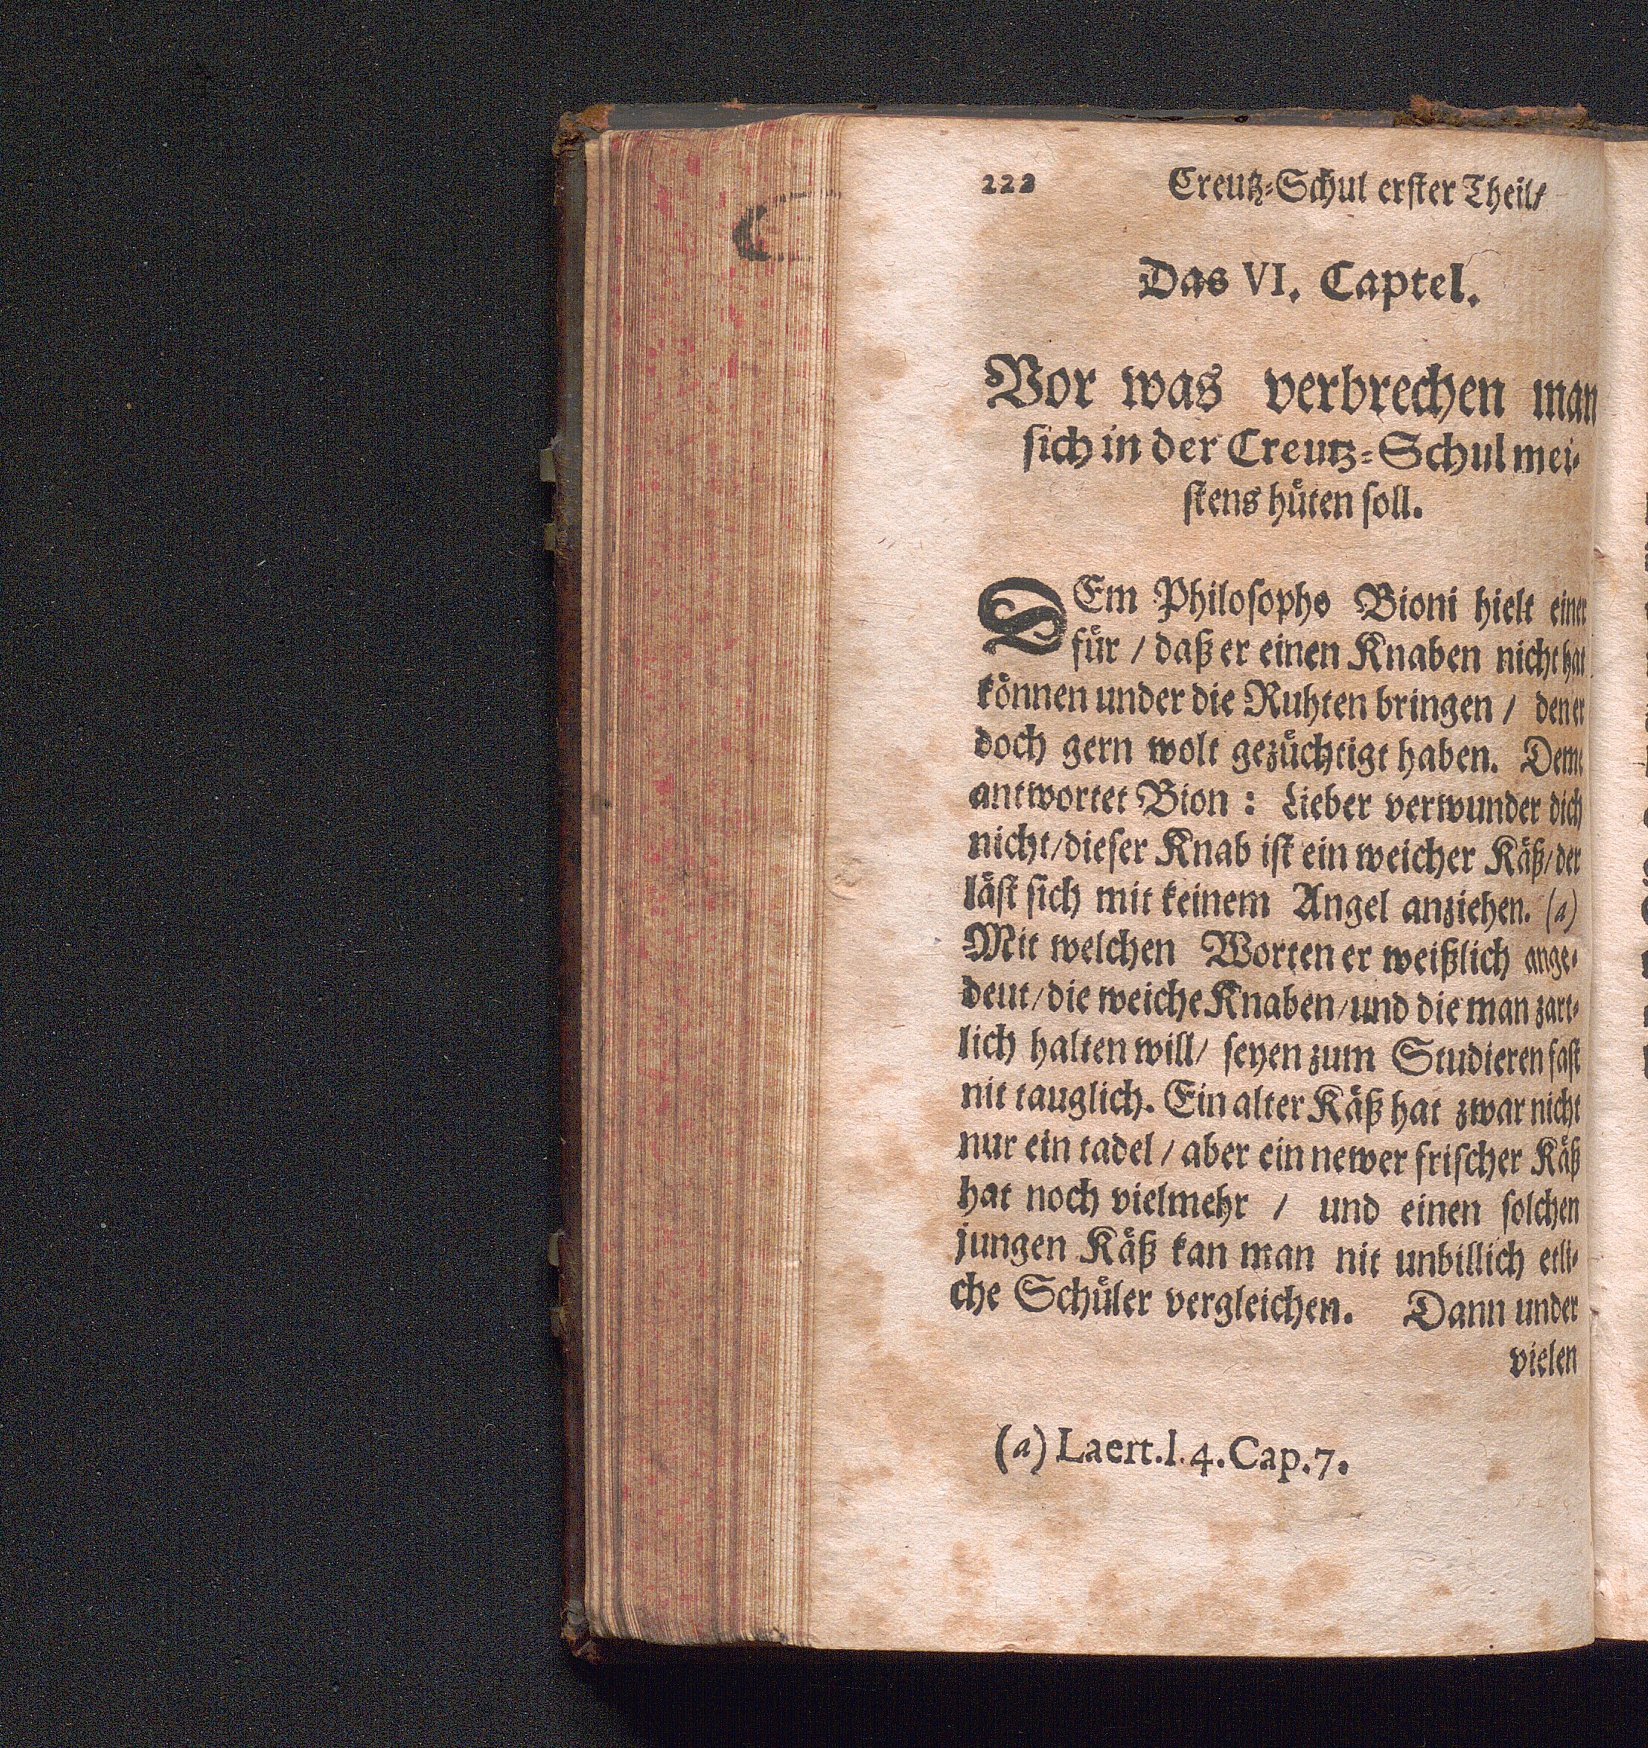 222 Creutz-Schul erster Theil/
Das VI. Captel.
Vor was verbrechen man
sich in der Creutz-Schul mei-
stens hüten soll.
DEm Philosopho Bioni hielt einer
für / daß er einen Knaben nicht hat
können under die Ruhten bringen / den er
doch gern wolt gezüchtigt haben. Deme
antwortet Bion : Lieber verwunder dich
nicht/dieser Knab ist ein weicher Käß/der
läst sich mit keinem Angel anziehen. (a)
Mit welchen Worten er weißlich ange-
deut/die weiche Knaben/und die man zart-
lich halten will/ seyen zum Studieren fast
nit tauglich. Ein alter Käß hat zwar nicht
nur ein tadel / aber ein newer frischer Käß
hat noch vielmehr / und einen solchen
jungen Käß kan man nit unbillich etli-
che Schüler vergleichen. Dann under
vielen
(a) Laert.l.4.Cap.7.